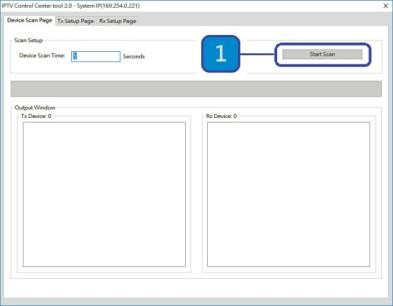 IPTV Control Center tool 2.0 - System IP(169.254.0.221)
Device Scan Page Tx Setup Page Rx Setup Page
Scan Setup
Device Scan Time: Seconds
1
Start Scan
Output Window
Tx Device: 0 Rx Device: 0